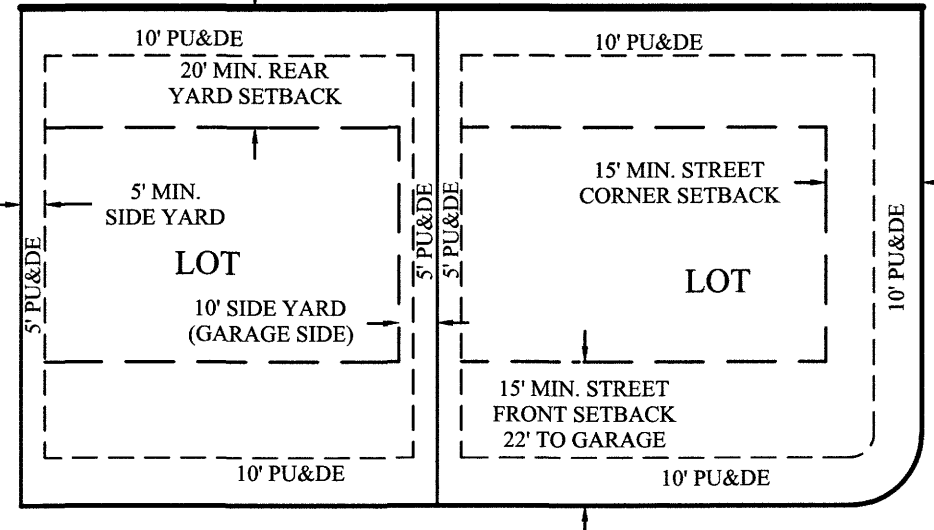 10' PU&DE
20' MIN. REAR
YARD SETBACK
5' MIN.
SIDE YARD
LOT
10' SIDE YARD
(GARAGE SIDE)
5' PU&DE
5' PU&DE
10' PU&DE
10' PU&DE
15' MIN. STREET
CORNER SETBACK
LOT
5' PU&DE
10' PU&DE
15' MIN. STREET
FRONT SETBACK
22' TO GARAGE
10' PU&DE